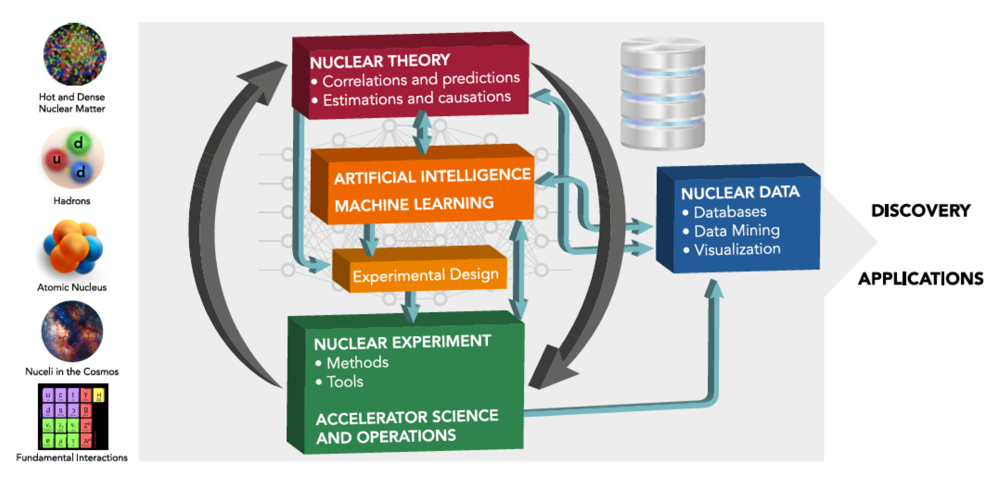 Hot and Dense
Nuclear Matter
d
u
d
Hadrons
Atomic Nucleus
Nuceli in the Cosmos
u c t γ H
d s g
e μ τ
Fundamental Interactions
NUCLEAR THEORY
• Correlations and predictions
• Estimations and causations
ARTIFICIAL INTELLIGENCE
MACHINE LEARNING
Experimental Design
NUCLEAR EXPERIMENT
• Methods
• Tools
ACCELERATOR SCIENCE
AND OPERATIONS
NUCLEAR DATA
• Databases
• Data Mining
• Visualization
DISCOVERY
APPLICATIONS